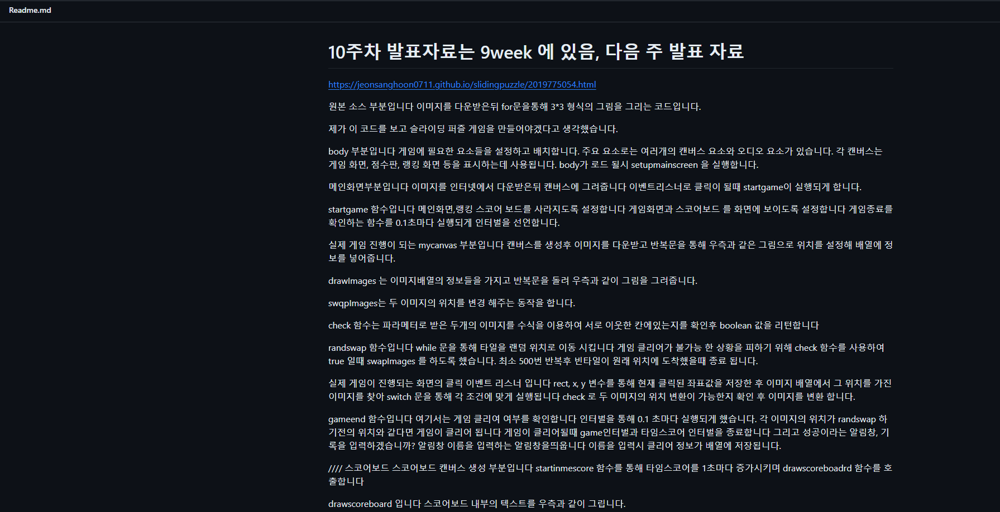 Readme.md
10주차 발표자료는 9week 에 있음, 다음 주 발표 자료
https://jeonsanghoon0711.github.io/slidingpuzzle/2019775054.html
원본 소스 부분입니다 이미지를 다운받은뒤 for문을통해 3*3 형식의 그림을 그리는 코드입니다.
제가 이 코드를 보고 슬라이딩 퍼즐 게임을 만들어야겠다고 생각했습니다.
body 부분입니다 게임에 필요한 요소들을 설정하고 배치합니다. 주요 요소로는 여러개의 캔버스 요소와 오디오 요소가 있습니다. 각 캔버스는
게임 화면, 점수판, 랭킹 화면 등을 표시하는데 사용됩니다. body가 로드 될시 setupmainscreen 을 실행합니다.
메인화면부분입니다 이미지를 인터넷에서 다운받은뒤 캔버스에 그려줍니다 이벤트리스너로 클릭이 될때 startgame이 실행되게 합니다.
startgame 함수입니다 메인화면,랭킹 스코어 보드를 사라지도록 설정합니다 게임화면과 스코어보드 를 화면에 보이도록 설정합니다 게임종료를
확인하는 함수를 0.1초마다 실행되게 인터벌을 선언합니다.
실제 게임 진행이 되는 mycanvas 부분입니다 캔버스를 생성후 이미지를 다운받고 반복문을 통해 우측과 같은 그림으로 위치를 설정해 배열에 정
보를 넣어줍니다.
drawImages 는 이미지배열의 정보들을 가지고 반복문을 돌려 우측과 같이 그림을 그려줍니다.
swqpImages는 두 이미지의 위치를 변경 해주는 동작을 합니다.
check 함수는 파라메터로 받은 두개의 이미지를 수식을 이용하여 서로 이웃한 칸에있는지를 확인후 boolean 값을 리턴합니다
randswap 함수입니다 while 문을 통해 타일을 랜덤 위치로 이동 시킵니다 게임 클리어가 불가능 한 상황을 피하기 위해 check 함수를 사용하여
true 일때 swapImages 를 하도록 했습니다. 최소 500번 반복후 빈타일이 원래 위치에 도착했을때 종료 됩니다.
실제 게임이 진행되는 화면의 클릭 이벤트 리스너 입니다 rect, x, y 변수를 통해 현재 클릭된 좌표값을 저장한 후 이미지 배열에서 그 위치를 가진
이미지를 찾아 switch 문을 통해 각 조건에 맞게 실행됩니다 check 로 두 이미지의 위치 변환이 가능한지 확인 후 이미지를 변환 합니다.
gameend 함수입니다 여기서는 게임 클리여 여부를 확인합니다 인터벌을 통해 0.1 초마다 실행되게 했습니다. 각 이미지의 위치가 randswap 하
기전의 위치와 같다면 게임이 클리어 됩니다 게임이 클리어될때 game인터벌과 타임스코어 인터벌을 종료합니다 그리고 성공이라는 알림창, 기
록을 입력하겠습니까? 알림창 이름을 입력하는 알림창을띄웁니다 이름을 입력시 클리어 정보가 배열에 저장됩니다.
//// 스코어보드 스코어보드 캔버스 생성 부분입니다 startinmescore 함수를 통해 타임스코어를 1초마다 증가시키며 drawscoreboadrd 함수를 호
출합니다
drawscoreboard 입니다 스코어보드 내부의 텍스트를 우측과 같이 그립니다.